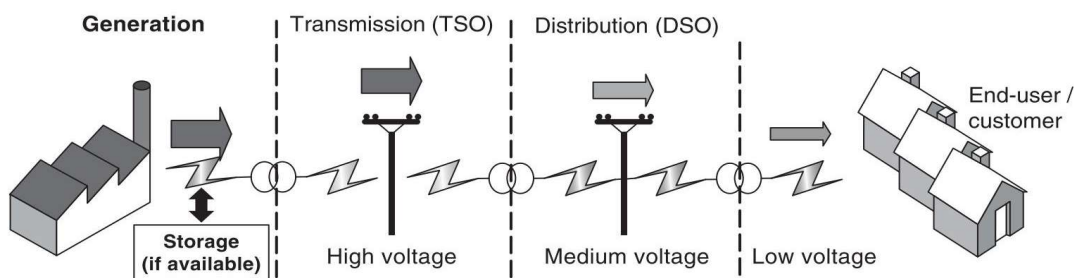 Generation
Transmission (TSO)
Distribution (DSO)
End-user /
customer
Storage
(if available)
High voltage
Medium voltage
Low voltage